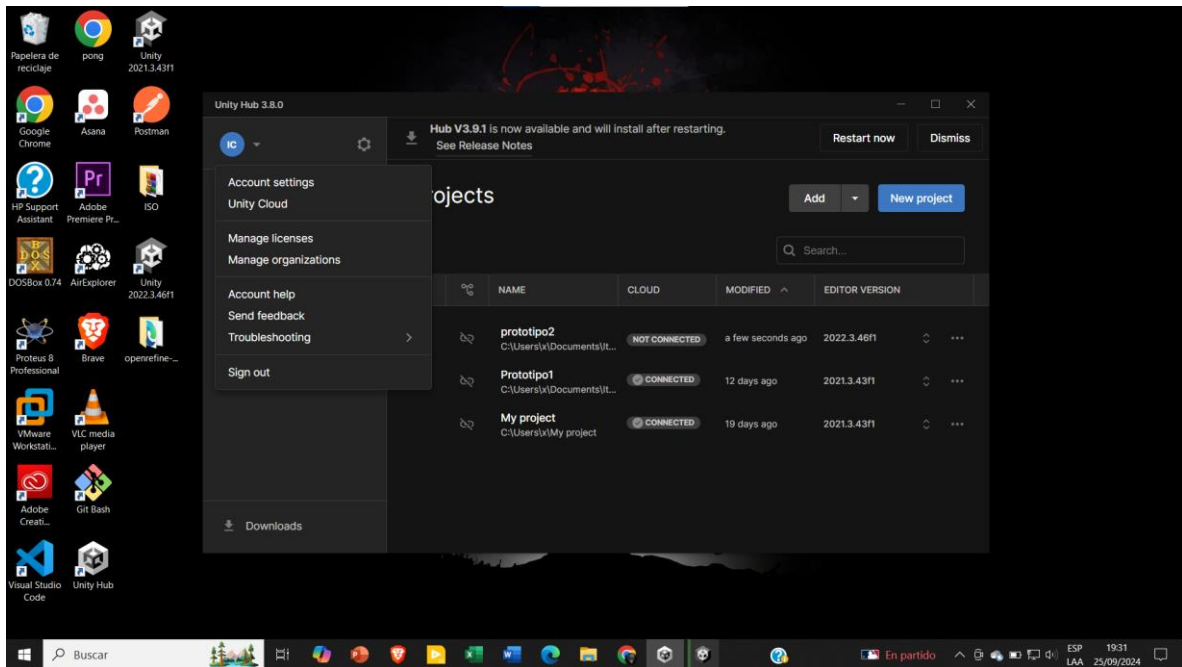 Papelera de
reciclaje
pong
Unity
2021.3.43f1
Google
Chrome
Asana
Postman
HP Support
Assistant
Adobe
Premiere Pr...
ISO
DOSBox 0.74
AirExplorer
Unity
2022.3.46f1
Proteus 8
Professional
Brave
openrefine-...
VMware
Workstati...
VLC media
player
Adobe
Creati...
Git Bash
Visual Studio
Code
Unity Hub
Unity Hub 3.8.0
IC
Hub V3.9.1 is now available and will install after restarting.
See Release Notes
Restart now
Dismiss
Account settings
Unity Cloud
Manage licenses
Manage organizations
Account help
Send feedback
Troubleshooting
Sign out
Downloads
ojects
Add
New project
Search...
NAME CLOUD MODIFIED EDITOR VERSION
prototipo2 NOT CONNECTED a few seconds ago 2022.3.46f1
C:\Users\x\Documents\It...
Prototipo1 CONNECTED 12 days ago 2021.3.43f1
C:\Users\x\Documents\It...
My project CONNECTED 19 days ago 2021.3.43f1
C:\Users\x\My project
Buscar
En partido
ESP 19:31
LAA 25/09/2024